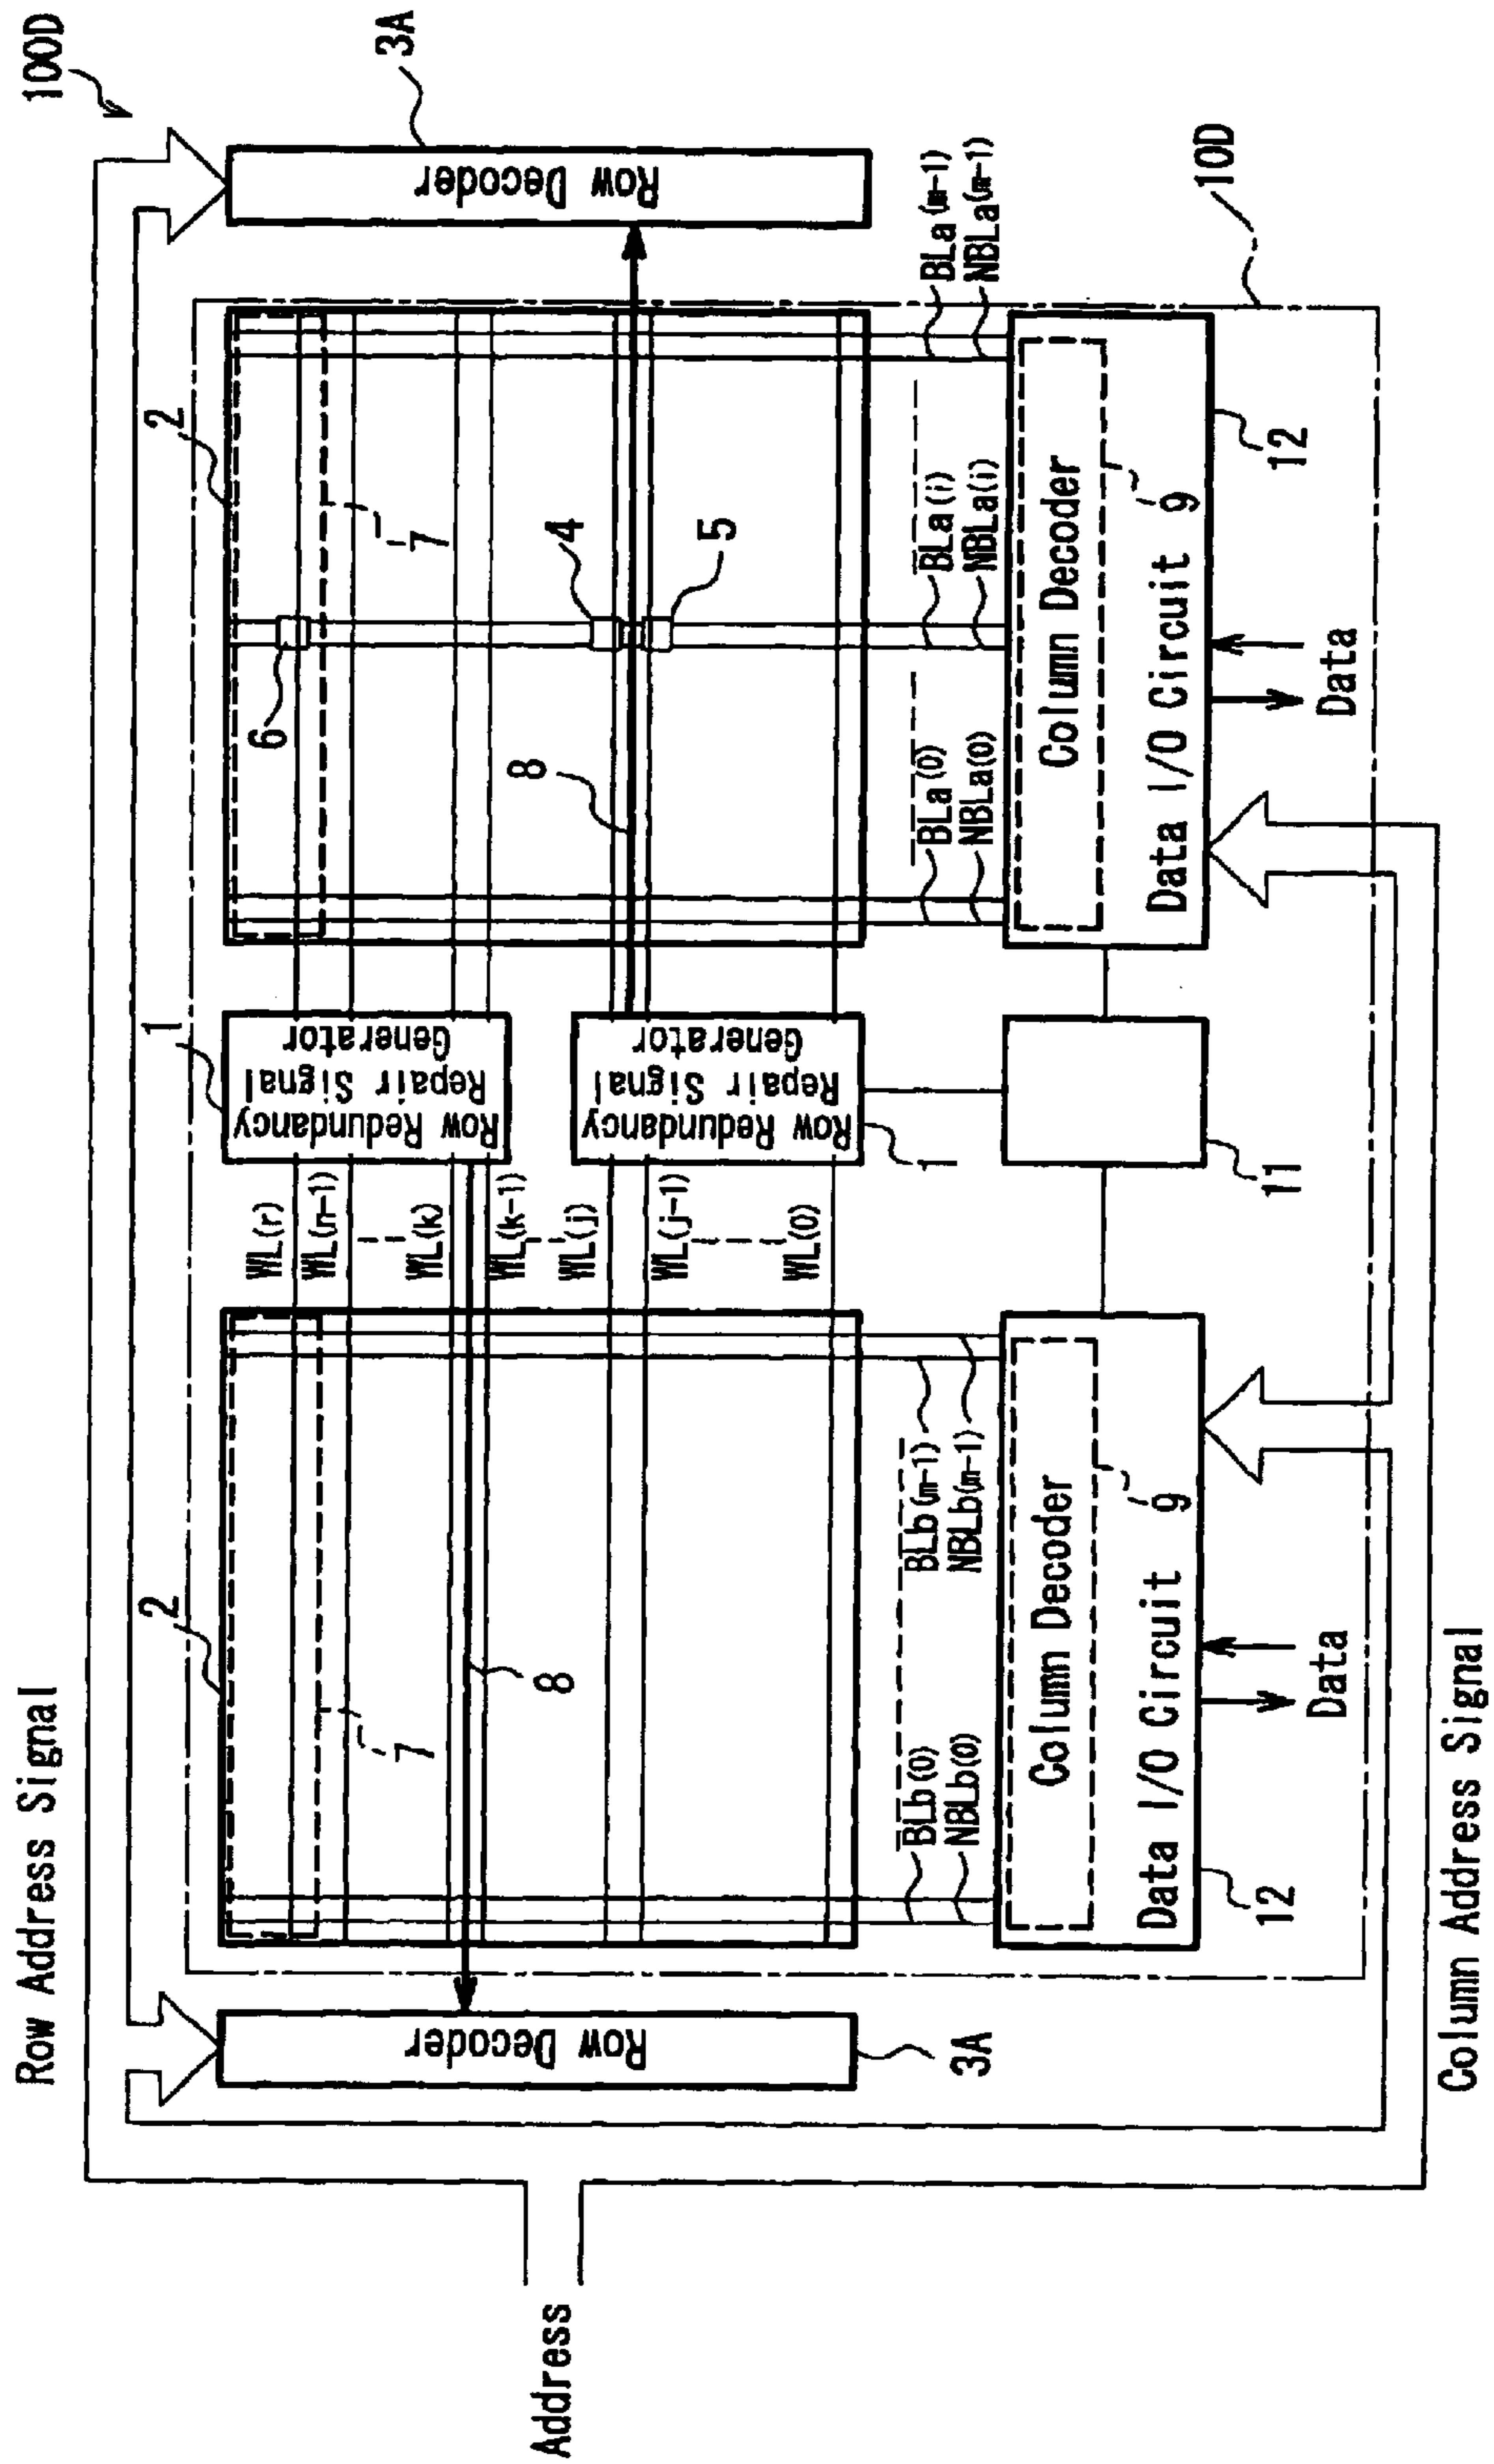 100D
Row Address Signal
3A
Row Decoder
2
7
6
4
5
8
BLa(m-1)
NBLa(m-1)
BLa(i)
NBLa(i)
BLa(0)
NBLa(0)
10D
Column Decoder
9
Data I/O Circuit
12
Data
1
Row Redundancy
Repair Signal
Generator
Row Redundancy
Repair Signal
Generator
1
11
WL(r)
WL(n-1)
WL(k)
WL(k-1)
WL(j)
WL(j-1)
WL(0)
2
7
8
BLb(m-1)
NBLb(m-1)
BLb(0)
NBLb(0)
Column Decoder
9
Data I/O Circuit
12
Data
Row Decoder
3A
Address
Column Address Signal